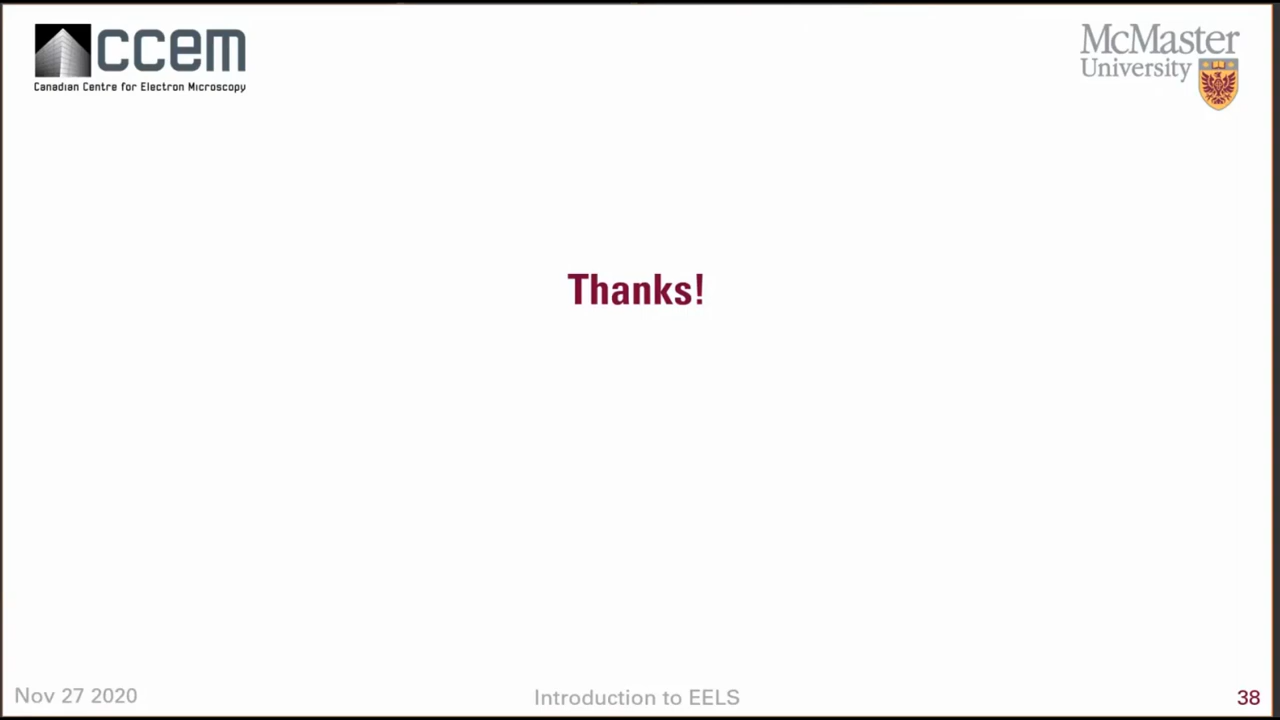 ccem
Canadian Centre for Electron Microscopy
McMaster
University
Thanks!
Nov 27 2020
Introduction to EELS
38